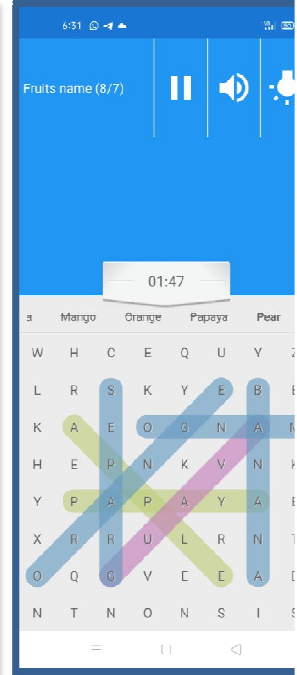 6:31
Fruits name (8/7)
01:47
a Mango Orange Papaya Pear
W H C E Q U Y Z
L R S K Y E B
K A E O G N A M
H E P N K V N K
Y P A P A Y A
X R R U L R N T
O Q G V E E A
N T N O N S I S